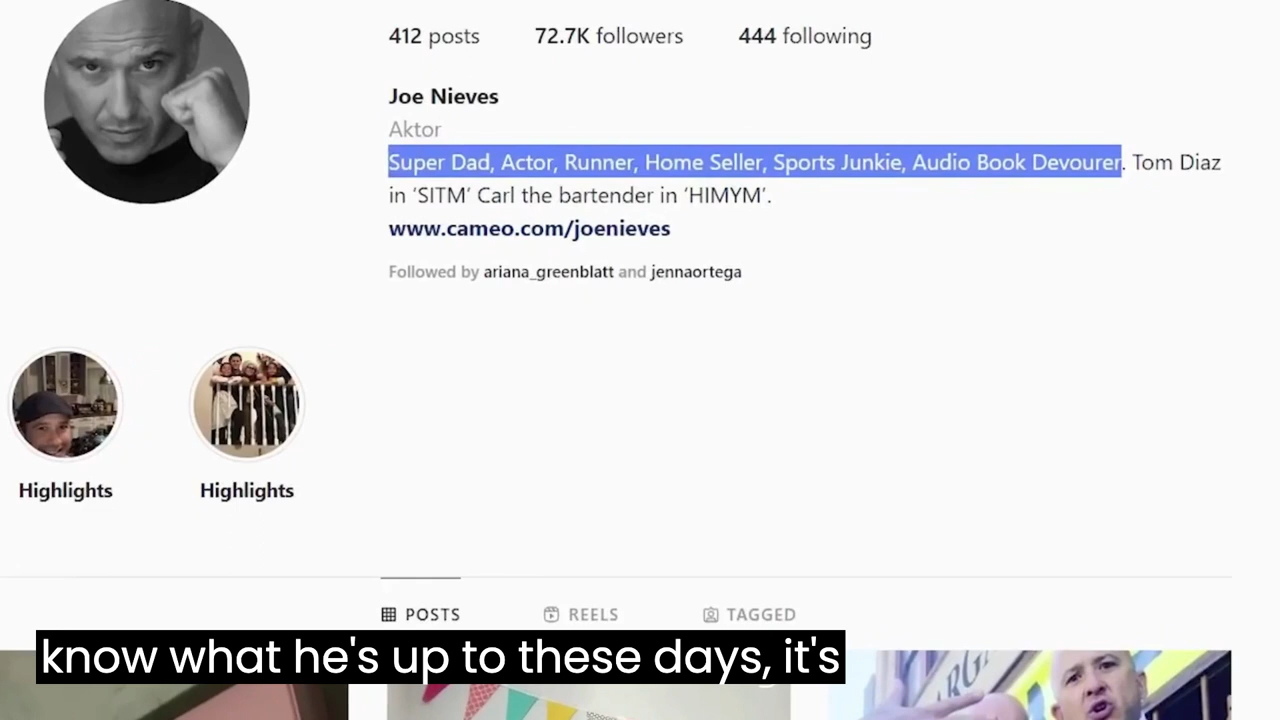 412 posts 72.7K followers 444 following
Joe Nieves
Aktor
Super Dad, Actor, Runner, Home Seller, Sports Junkie, Audio Book Devourer. Tom Diaz
in ‘SITM’ Carl the bartender in ‘HIMYM’.
www.cameo.com/joenieves
Followed by ariana_greenblatt and jennaortega
Highlights Highlights
POSTS REELS TAGGED
know what he's up to these days, it's